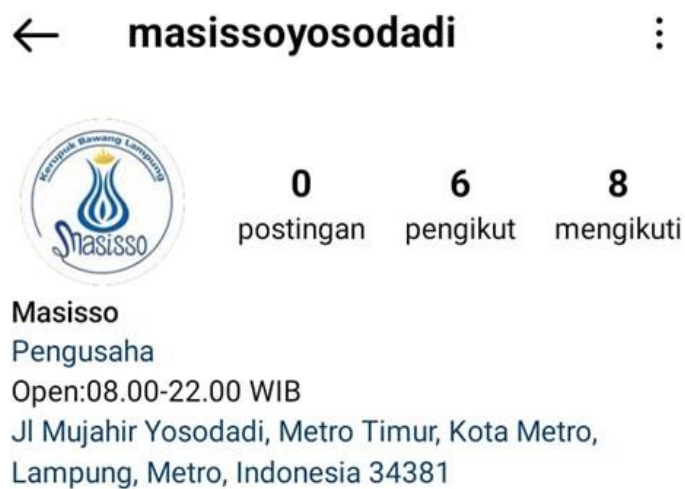 masissoyosodadi
Kerupuk Bawang Lampung
Masisso
0 6 8
postingan pengikut mengikuti
Masisso
Pengusaha
Open:08.00-22.00 WIB
Jl Mujahir Yosodadi, Metro Timur, Kota Metro,
Lampung, Metro, Indonesia 34381